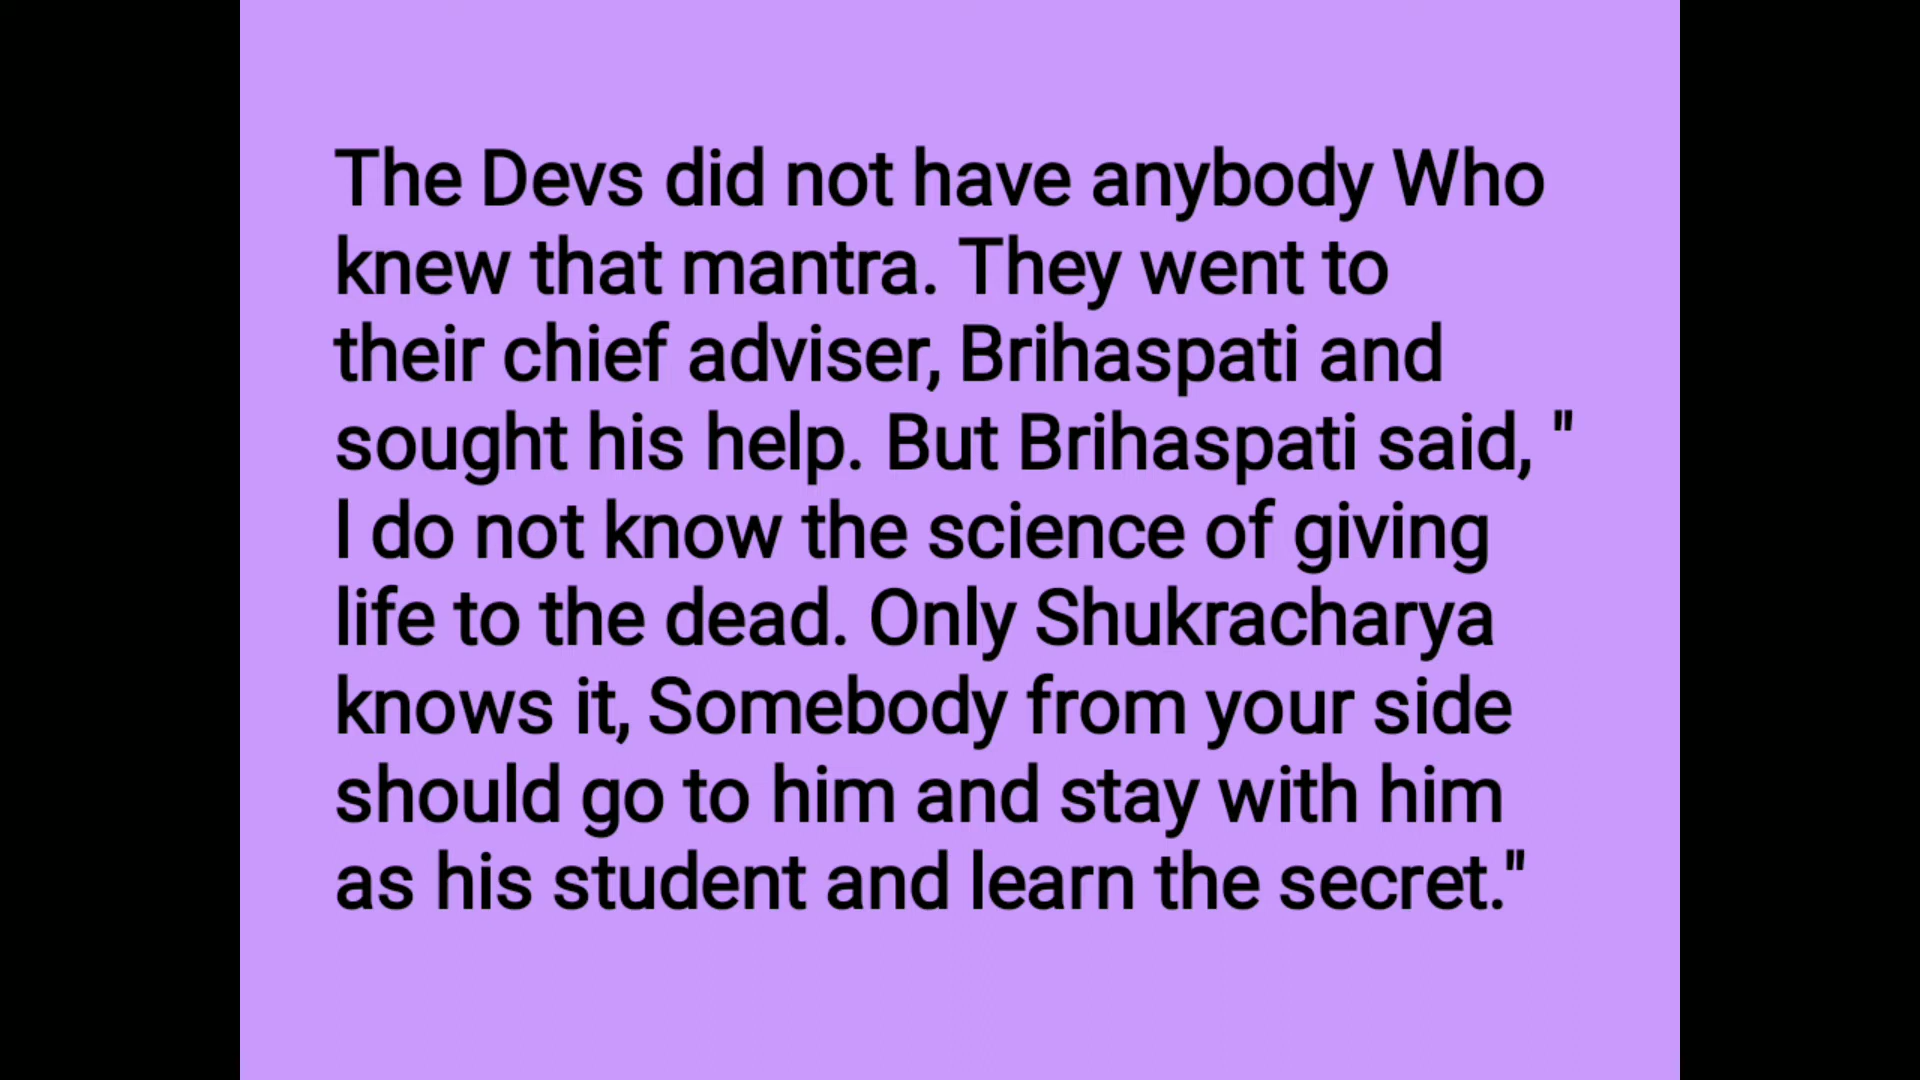 The Devs did not have anybody Who
knew that mantra. They went to
their chief adviser, Brihaspati and
sought his help. But Brihaspati said, "
I do not know the science of giving
life to the dead. Only Shukracharya
knows it, Somebody from your side
should go to him and stay with him
as his student and learn the secret."